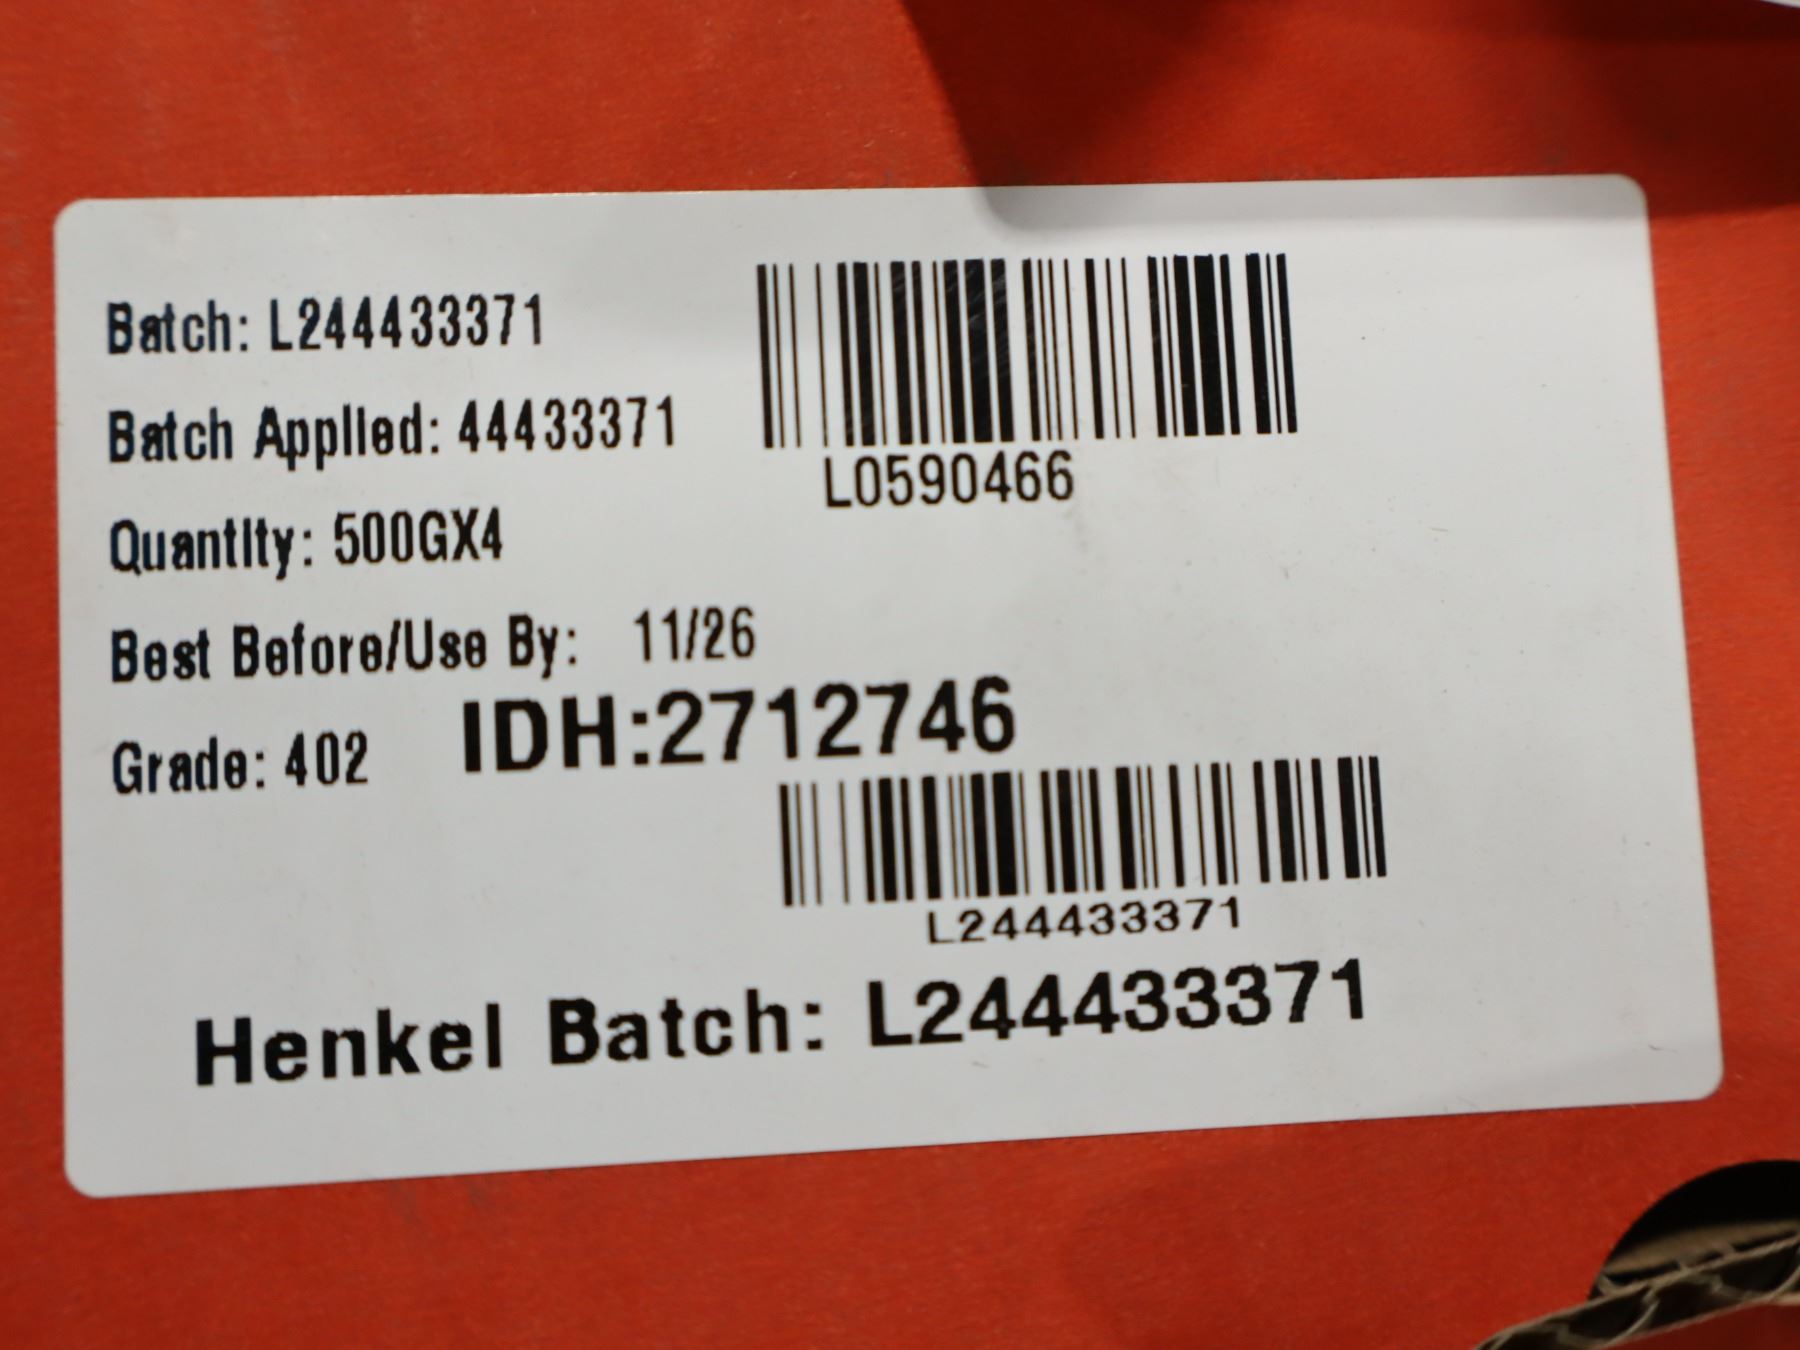 Batch: L244433371
L0590466
Batch Applied: 44433371
Quantity: 500GX4
Best Before/Use By: 11/26
Grade: 402
IDH:2712746
L244433371
Henkel Batch: L244433371